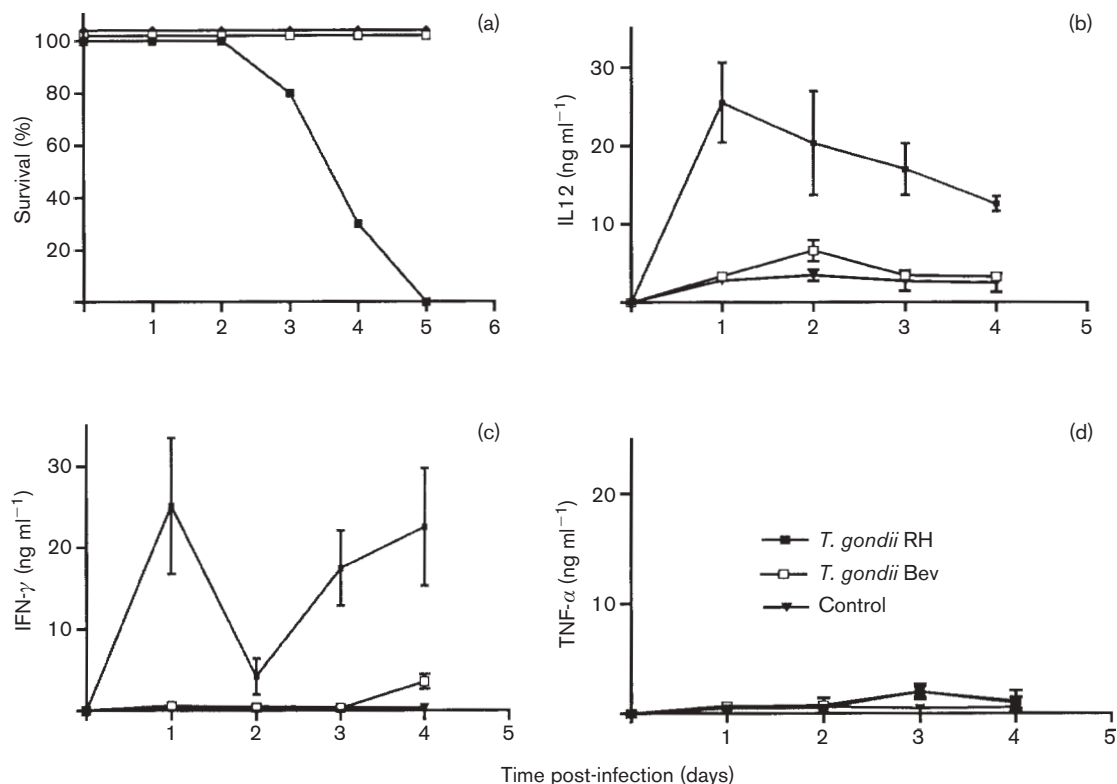 (a)
Survival (%)
100
80
60
40
20
1 2 3 4 5 6
(b)
IL12 (ng ml−1)
30
20
10
1 2 3 4 5
(c)
IFN-γ (ng ml−1)
30
20
10
1 2 3 4 5
(d)
TNF-α (ng ml−1)
20
10
T. gondii RH
T. gondii Bev
Control
1 2 3 4 5
Time post-infection (days)